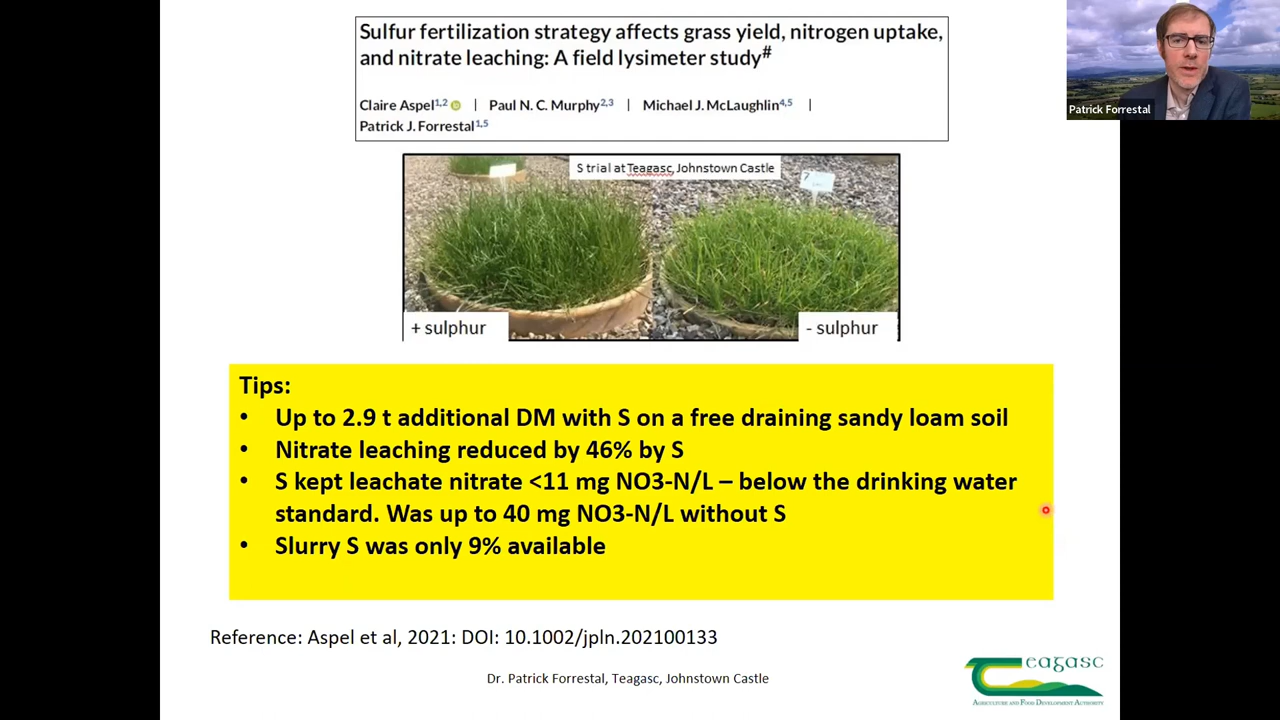 Sulfur fertilization strategy affects grass yield, nitrogen uptake,
and nitrate leaching: A field lysimeter study#
Claire Aspel1,2 | Paul N. C. Murphy2,3 | Michael J. McLaughlin4,5 |
Patrick J. Forrestal1,5
Patrick Forrestal
S trial at Teagasc, Johnstown Castle
7
+ sulphur
- sulphur
Tips:
• Up to 2.9 t additional DM with S on a free draining sandy loam soil
• Nitrate leaching reduced by 46% by S
• S kept leachate nitrate <11 mg NO3-N/L – below the drinking water
standard. Was up to 40 mg NO3-N/L without S
• Slurry S was only 9% available
Reference: Aspel et al, 2021: DOI: 10.1002/jpln.202100133
Dr. Patrick Forrestal, Teagasc, Johnstown Castle
Teagasc
AGRICULTURE AND FOOD DEVELOPMENT AUTHORITY